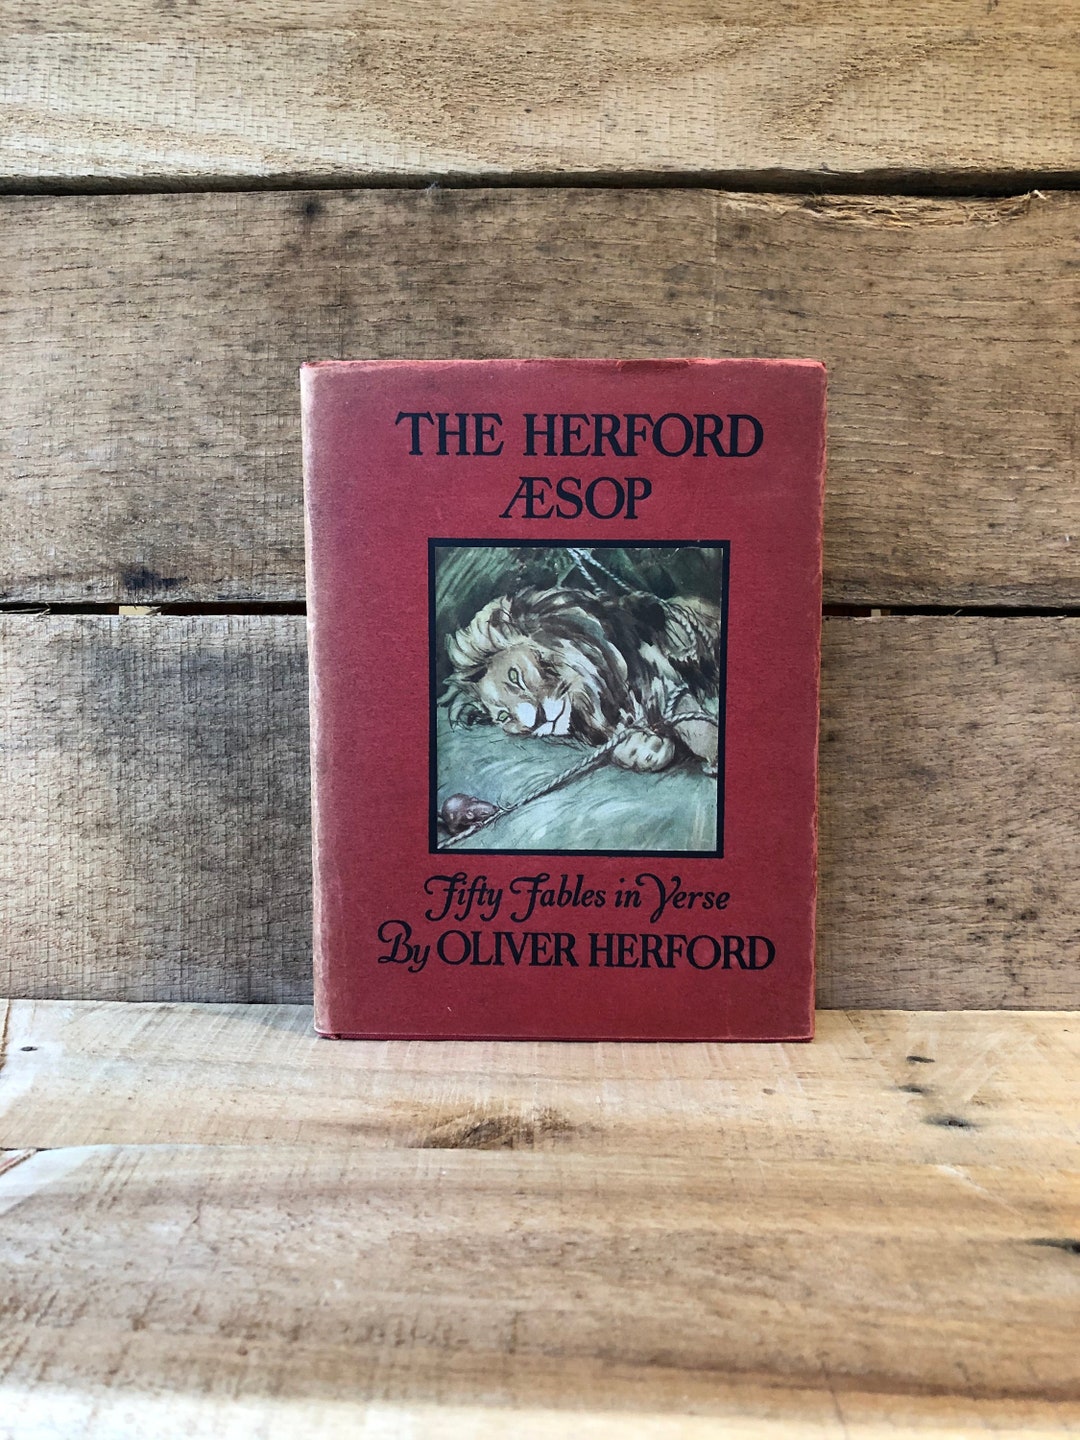 THE HERFORD
ÆSOP
Fifty Fables in Verse
By OLIVER HERFORD